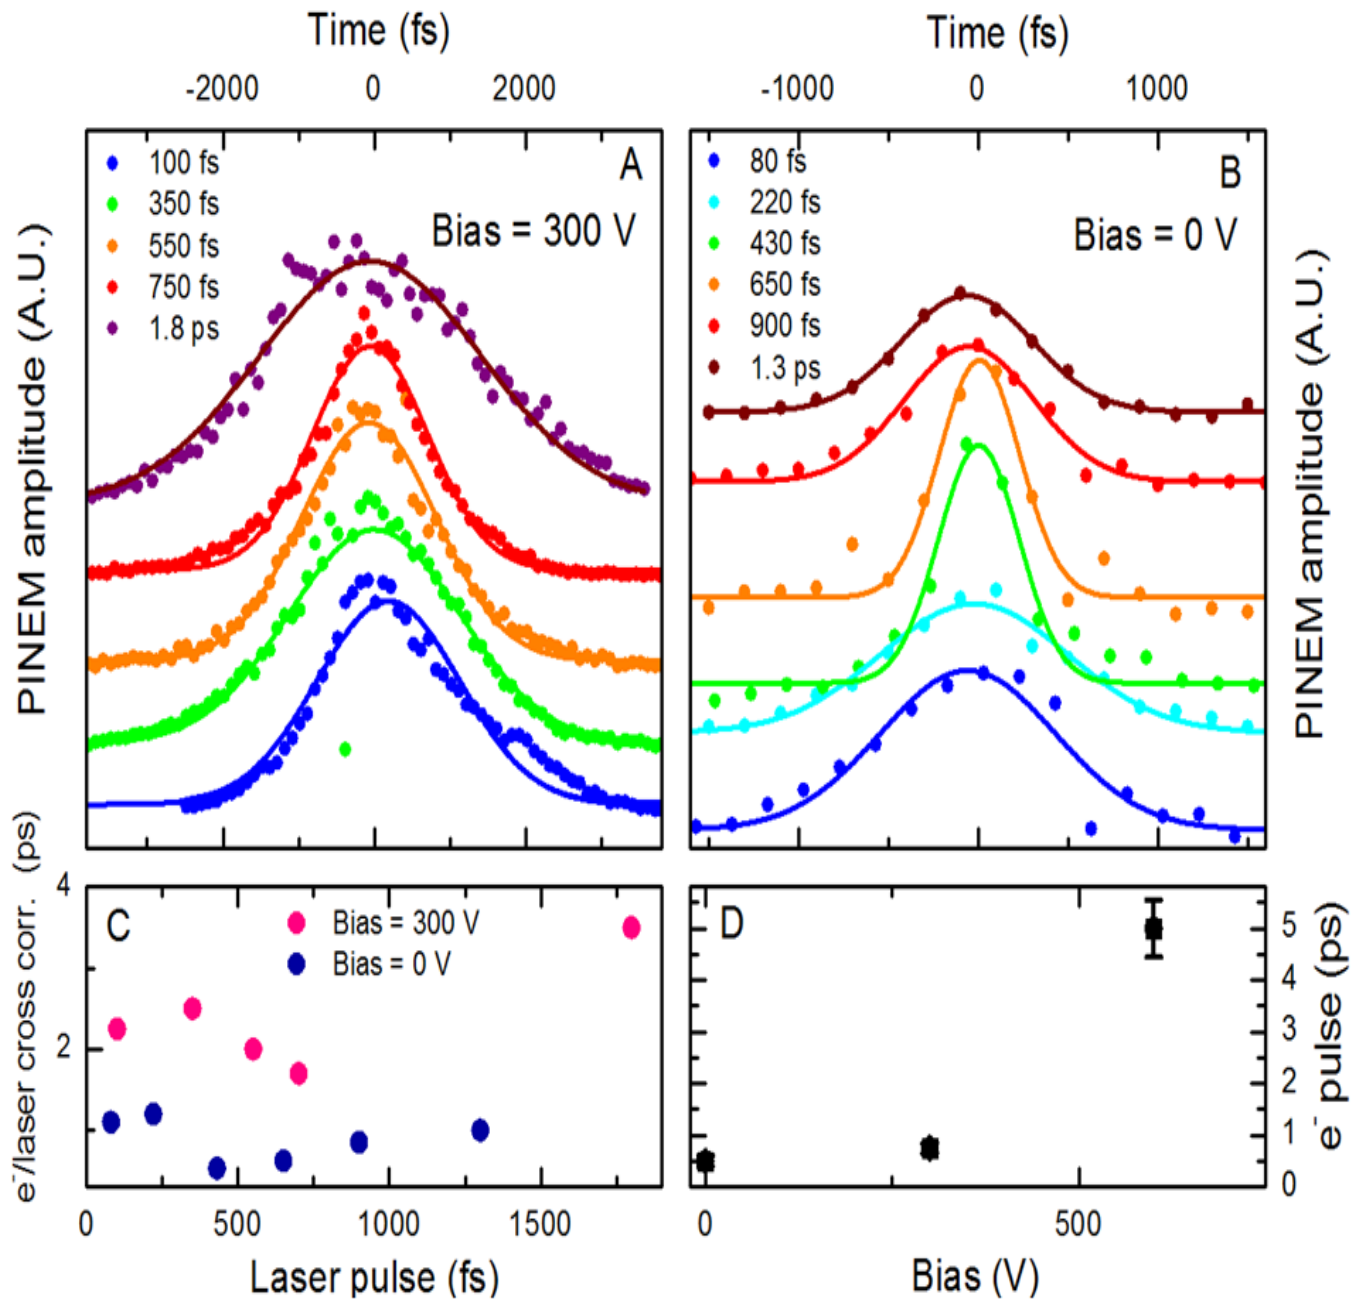 Time (fs)
-2000 0 2000
100 fs
350 fs
550 fs
750 fs
1.8 ps
A
Bias = 300 V
PINEM amplitude (A.U.)
Time (fs)
-1000 0 1000
80 fs
220 fs
430 fs
650 fs
900 fs
1.3 ps
B
Bias = 0 V
PINEM amplitude (A.U.)
e⁻/laser cross corr. (ps)
4
2
C
Bias = 300 V
Bias = 0 V
0 500 1000 1500
Laser pulse (fs)
D
5
4
3
2
1
0
e⁻ pulse (ps)
0 500
Bias (V)